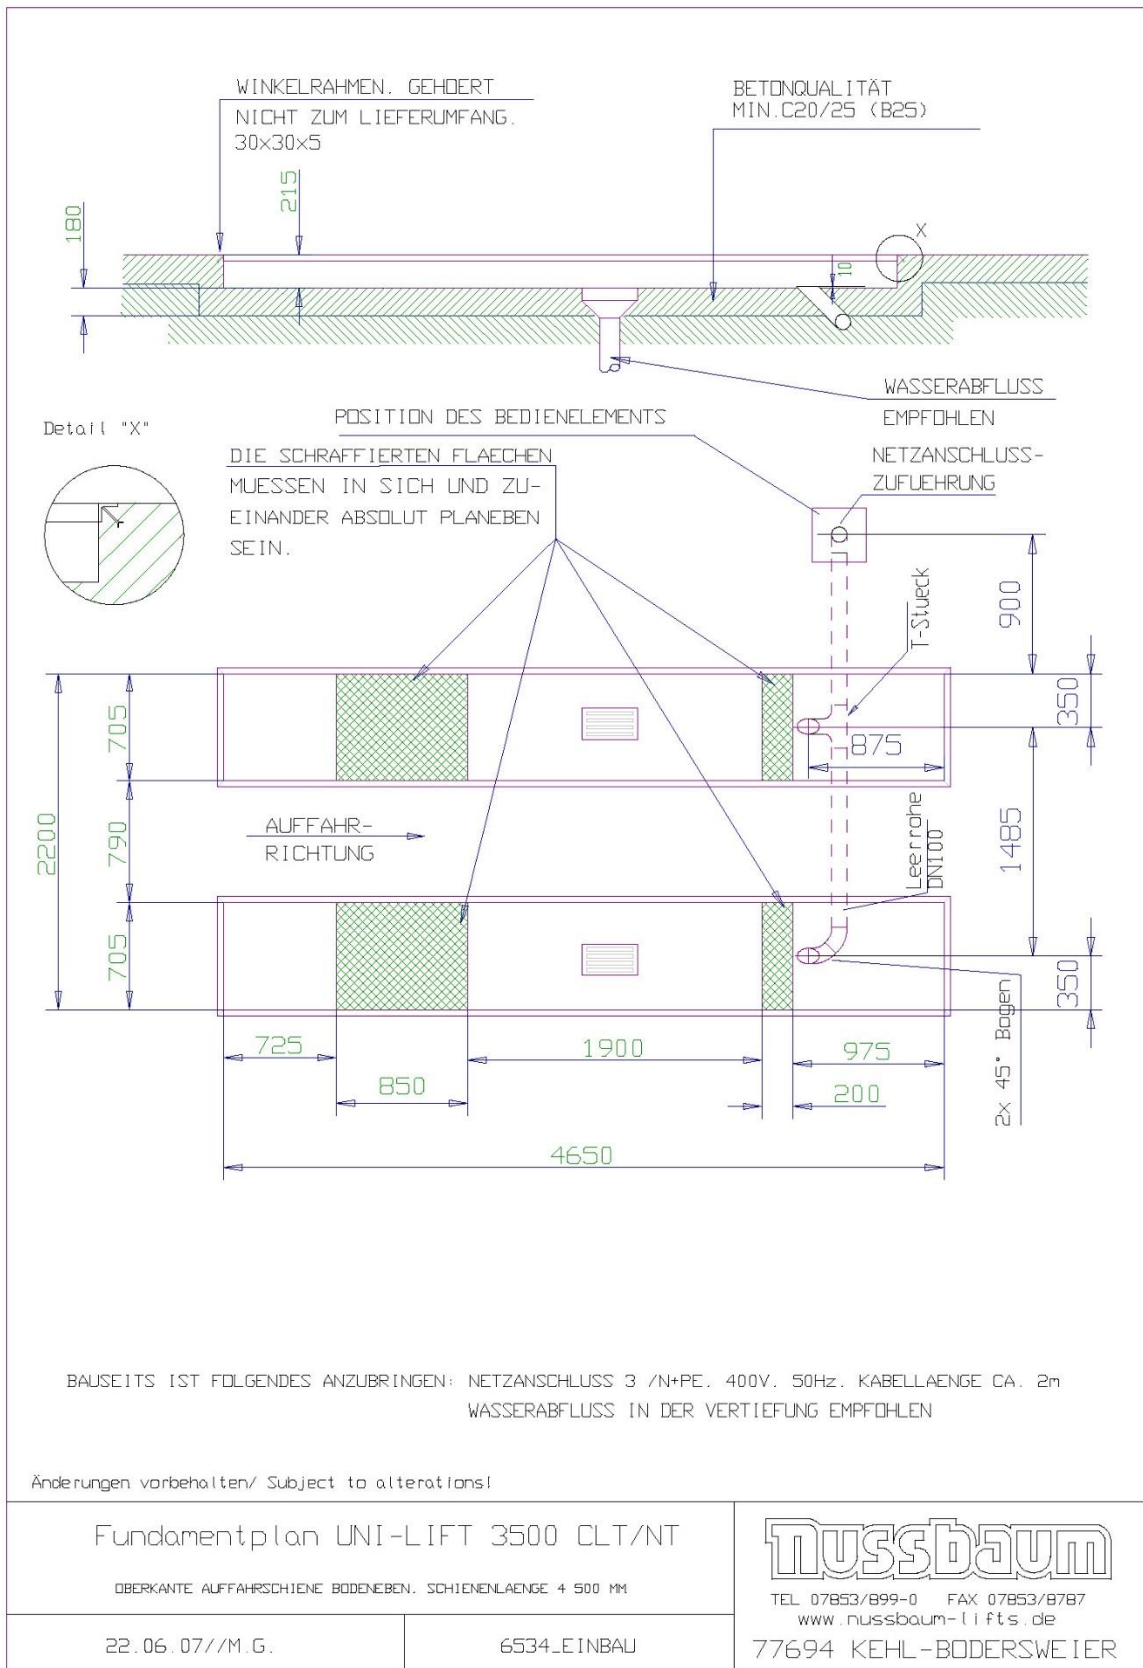 WINKELRAHMEN. GEHOERT
NICHT ZUM LIEFERUMFANG.
30x30x5
BETONQUALITÄT
MIN.C20/25 (B25)
215
180
X
10
WASSERABFLUSS
EMPFOHLEN
Detail "X"
POSITION DES BEDIENELEMENTS
NETZANSCHLUSS-
ZUFUEHRUNG
DIE SCHRAFFIERTEN FLAECHEN
MUESSEN IN SICH UND ZU-
EINANDER ABSOLUT PLANEBEN
SEIN.
900
T-Stueck
350
705
875
2200
790
AUFFAHR-
RICHTUNG
Leerrohe
DN100
1485
705
350
2x 45° Bogen
725
1900
975
850
200
4650
BAUSEITS IST FOLGENDES ANZUBRINGEN: NETZANSCHLUSS 3 /N+PE. 400V. 50Hz. KABELLAENGE CA. 2m
WASSERABFLUSS IN DER VERTIEFUNG EMPFOHLEN
Änderungen vorbehalten/ Subject to alterations!
Fundamentplan UNI-LIFT 3500 CLT/NT
OBERKANTE AUFFAHRSCHIENE BODENEBEN. SCHIENENLAENGE 4 500 MM
22.06.07//M.G.
6534_EINBAU
nussbaum
TEL 07853/899-0 FAX 07853/8787
www.nussbaum-lifts.de
77694 KEHL-BODERSWEIER